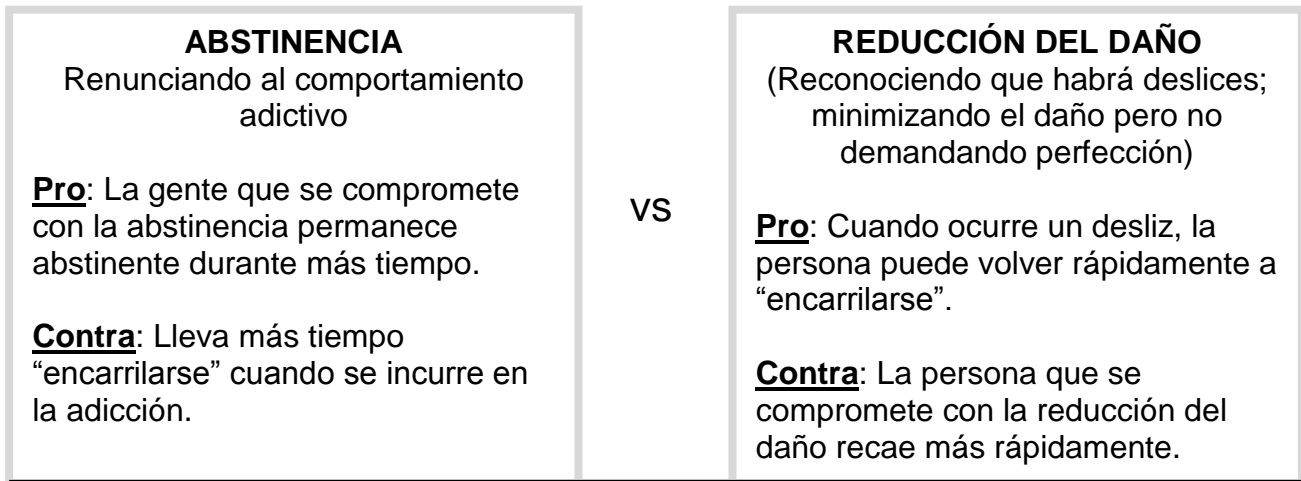 ABSTINENCIA
Renunciando al comportamiento
adictivo
Pro: La gente que se compromete
con la abstinencia permanece
abstinente durante más tiempo.
Contra: Lleva más tiempo
“encarrilarse” cuando se incurre en
la adicción.
vs
REDUCCIÓN DEL DAÑO
(Reconociendo que habrá deslices;
minimizando el daño pero no
demandando perfección)
Pro: Cuando ocurre un desliz, la
persona puede volver rápidamente a
“encarrilarse”.
Contra: La persona que se
compromete con la reducción del
daño recae más rápidamente.